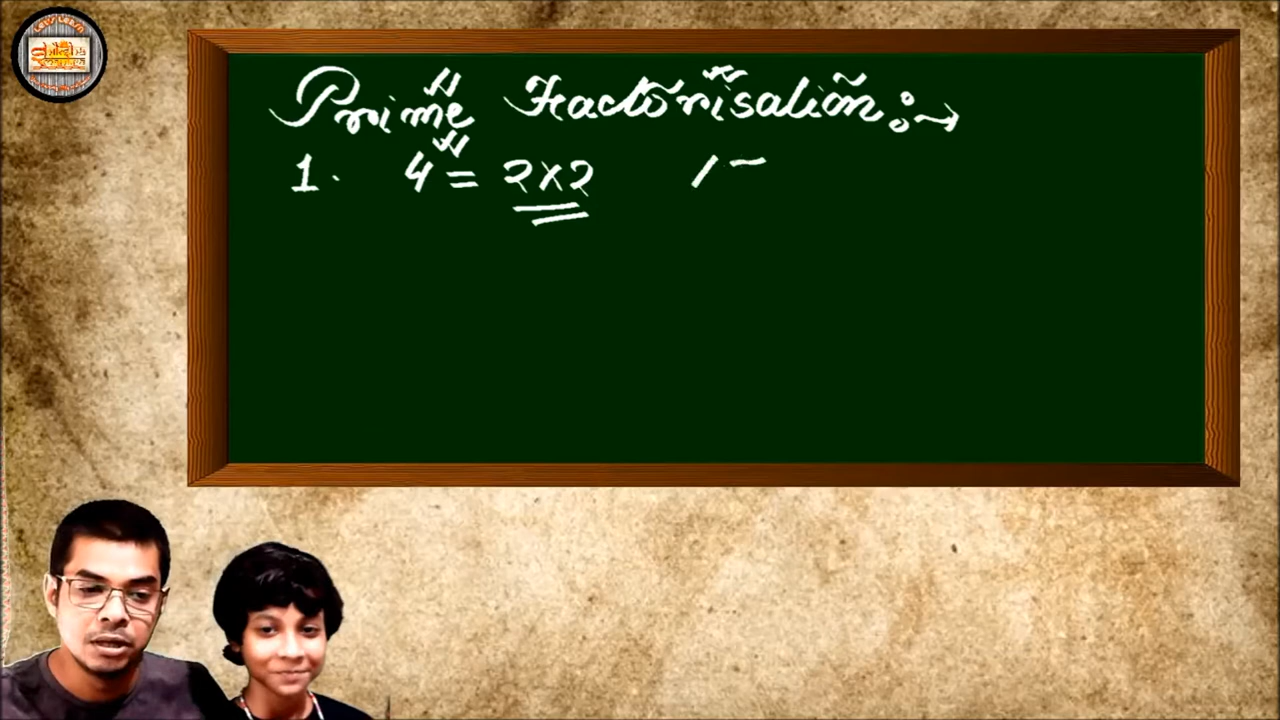 Prime Factorisation :→
1. 4 = 2×2